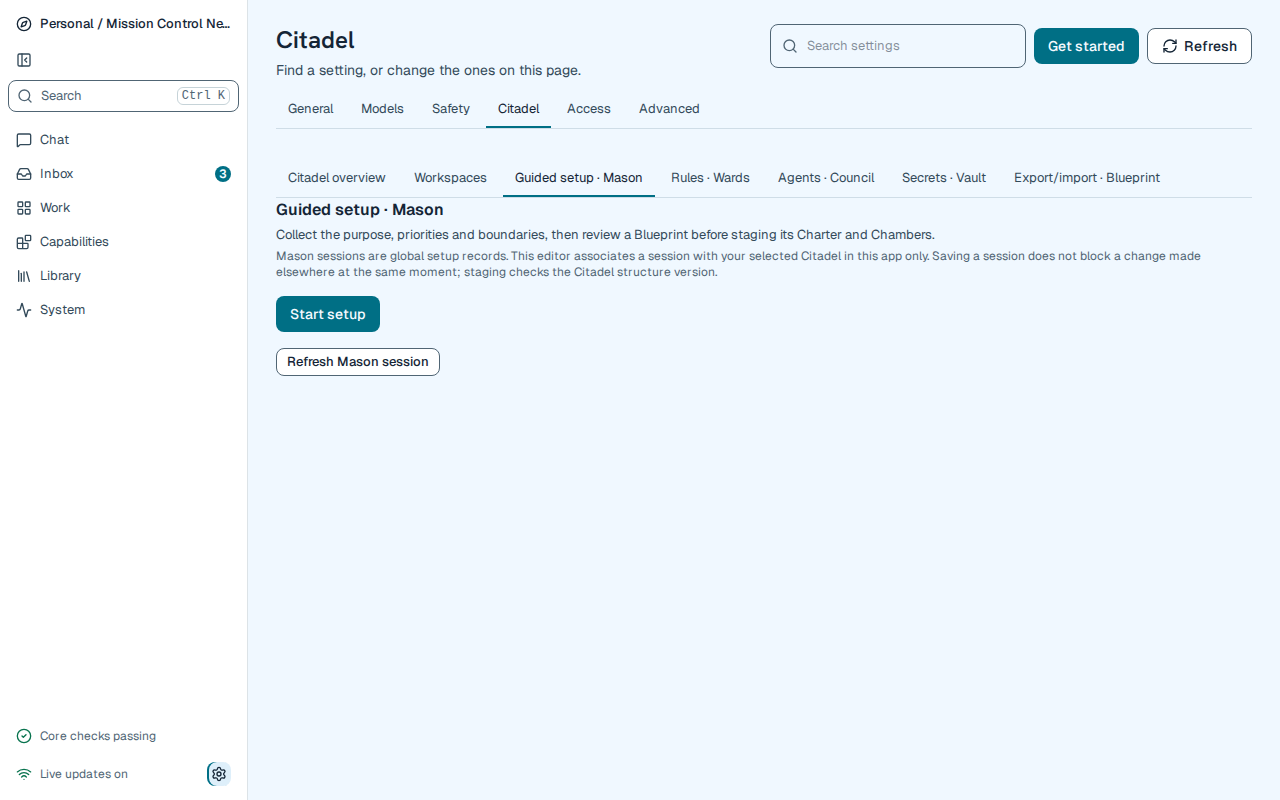 Personal / Mission Control Ne…
Search
Ctrl K
Chat
Inbox
3
Work
Capabilities
Library
System
Core checks passing
Live updates on
Citadel
Find a setting, or change the ones on this page.
Search settings
Get started
Refresh
General
Models
Safety
Citadel
Access
Advanced
Citadel overview
Workspaces
Guided setup · Mason
Rules · Wards
Agents · Council
Secrets · Vault
Export/import · Blueprint
Guided setup · Mason
Collect the purpose, priorities and boundaries, then review a Blueprint before staging its Charter and Chambers.
Mason sessions are global setup records. This editor associates a session with your selected Citadel in this app only. Saving a session does not block a change made
elsewhere at the same moment; staging checks the Citadel structure version.
Start setup
Refresh Mason session